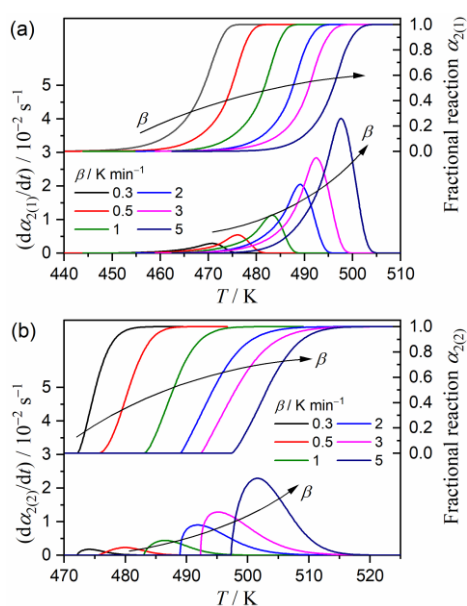 (a)
(dα2(1)/dt) / 10⁻² s⁻¹
5
4
3
2
1
0
β
β / K min⁻¹
0.3 2
0.5 3
1 5
β
1.0
0.8
0.6
0.4
0.2
0.0
Fractional reaction α2(1)
440 450 460 470 480 490 500 510
T / K
(b)
(dα2(2)/dt) / 10⁻² s⁻¹
5
4
3
2
1
0
β
β / K min⁻¹
0.3 2
0.5 3
1 5
β
1.0
0.8
0.6
0.4
0.2
0.0
Fractional reaction α2(2)
470 480 490 500 510 520
T / K